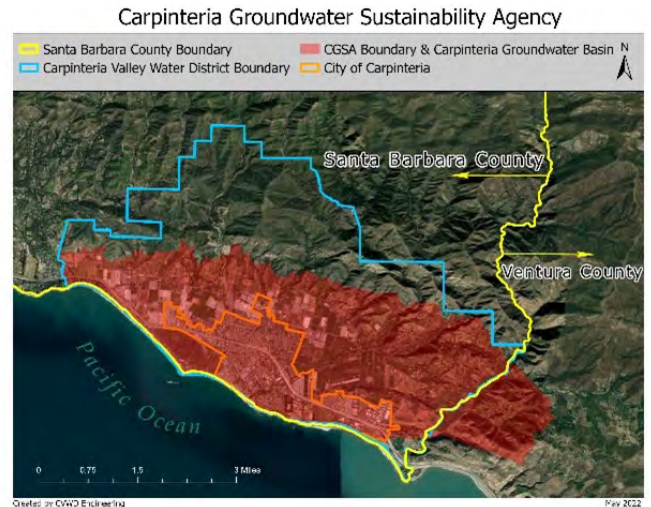 Carpinteria Groundwater Sustainability Agency
Santa Barbara County Boundary
CGSA Boundary & Carpinteria Groundwater Basin
N
Carpinteria Valley Water District Boundary
City of Carpinteria
Santa Barbara County
Ventura County
Pacific Ocean
0 0.75 1.5 3 Miles
Created by CVWD Engineering
May 2022